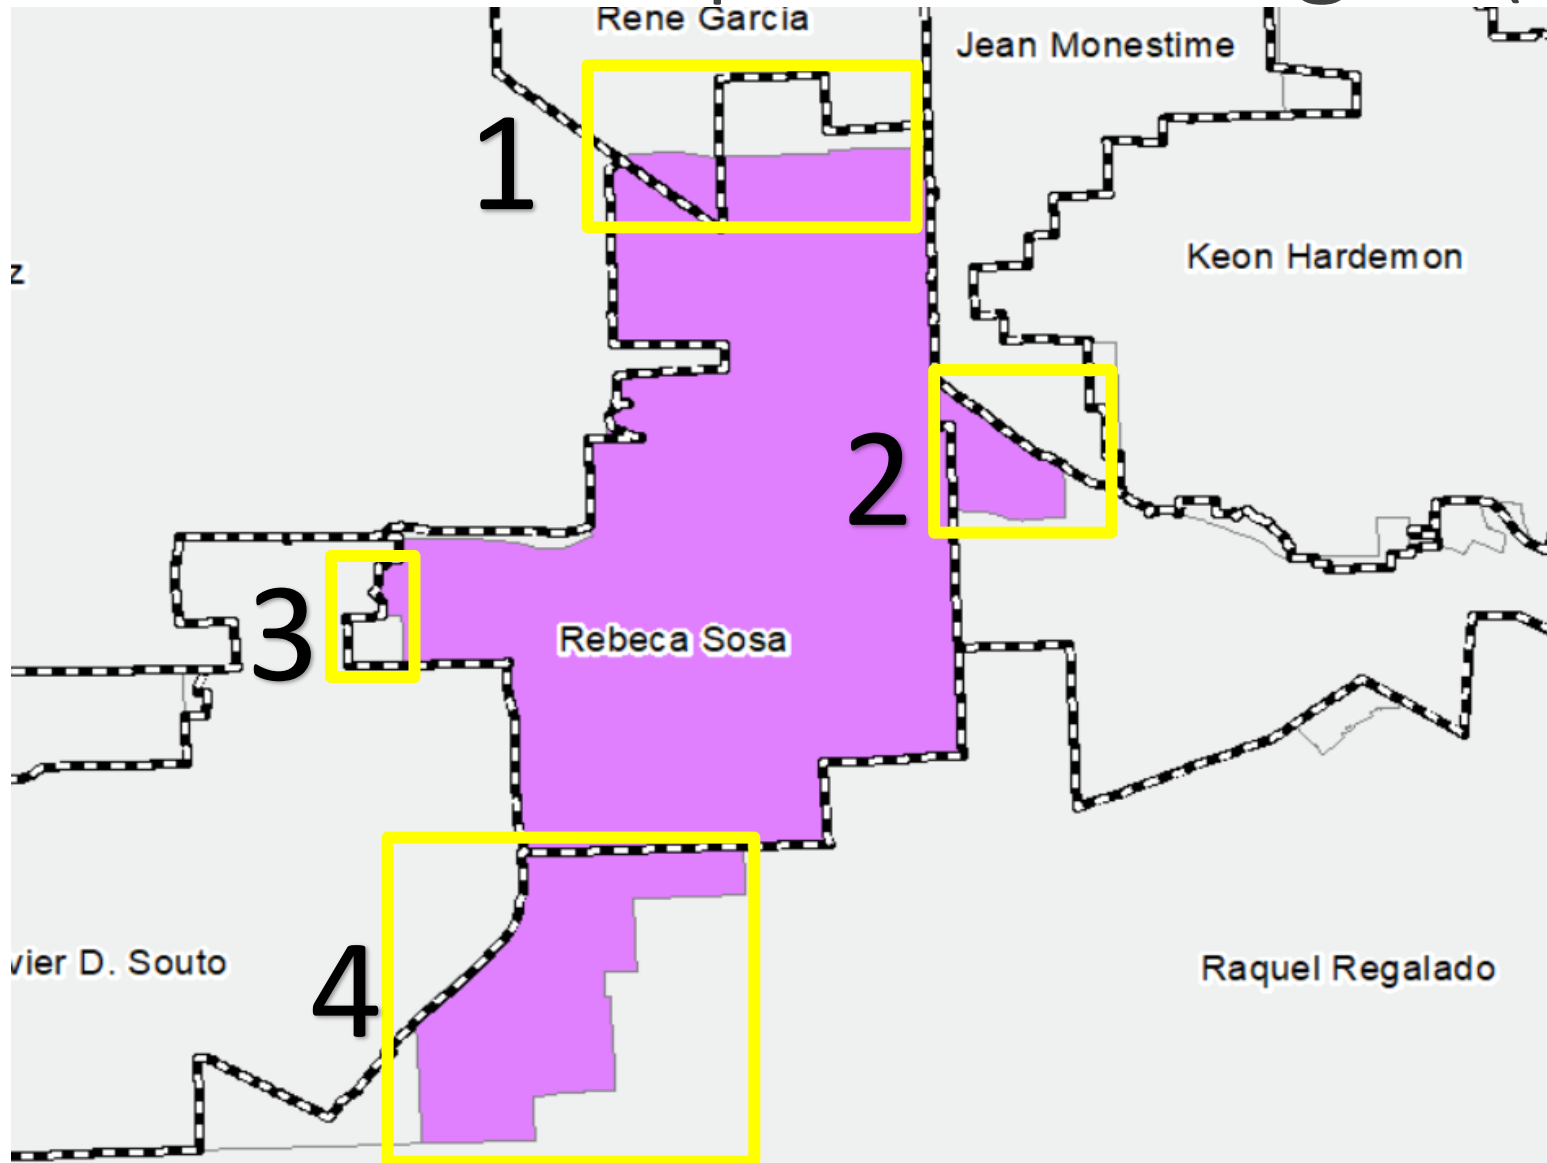 Rene Garcia
Jean Monestime
1
Keon Hardemon
z
2
3
Rebeca Sosa
vier D. Souto
4
Raquel Regalado